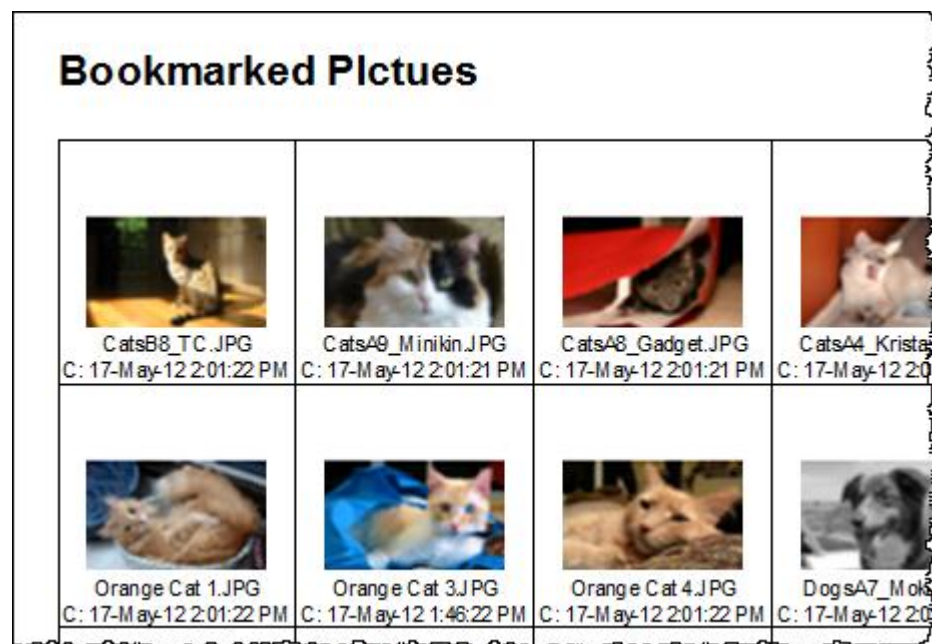 Bookmarked PIctues
CatsB8_TC.JPG
C: 17-May-12 2:01:22 PM
CatsA9_Minikin.JPG
C: 17-May-12 2:01:21 PM
CatsA8_Gadget.JPG
C: 17-May-12 2:01:21 PM
CatsA4_Krista
C: 17-May-12 2:0
Orange Cat 1.JPG
C: 17-May-12 2:01:22 PM
Orange Cat 3.JPG
C: 17-May-12 1:46:22 PM
Orange Cat 4.JPG
C: 17-May-12 2:01:22 PM
DogsA7_Mok
C: 17-May-12 2:0